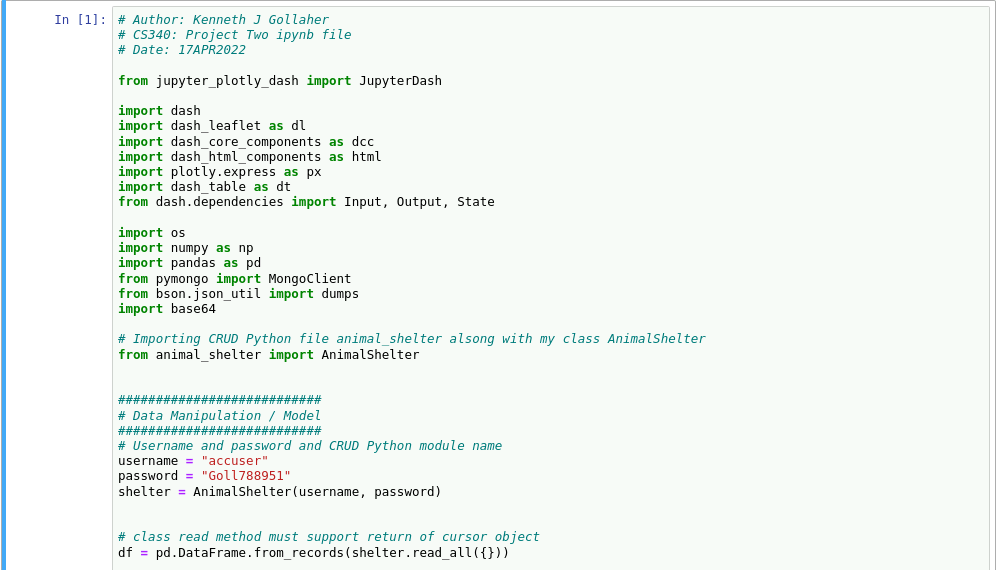 In [1]:
# Author: Kenneth J Gollaher
# CS340: Project Two ipynb file
# Date: 17APR2022
from jupyter_plotly_dash import JupyterDash
import dash
import dash_leaflet as dl
import dash_core_components as dcc
import dash_html_components as html
import plotly.express as px
import dash_table as dt
from dash.dependencies import Input, Output, State
import os
import numpy as np
import pandas as pd
from pymongo import MongoClient
from bson.json_util import dumps
import base64
# Importing CRUD Python file animal_shelter alsong with my class AnimalShelter
from animal_shelter import AnimalShelter
###########################
# Data Manipulation / Model
###########################
# Username and password and CRUD Python module name
username = "accuser"
password = "Goll788951"
shelter = AnimalShelter(username, password)
# class read method must support return of cursor object
df = pd.DataFrame.from_records(shelter.read_all({}))